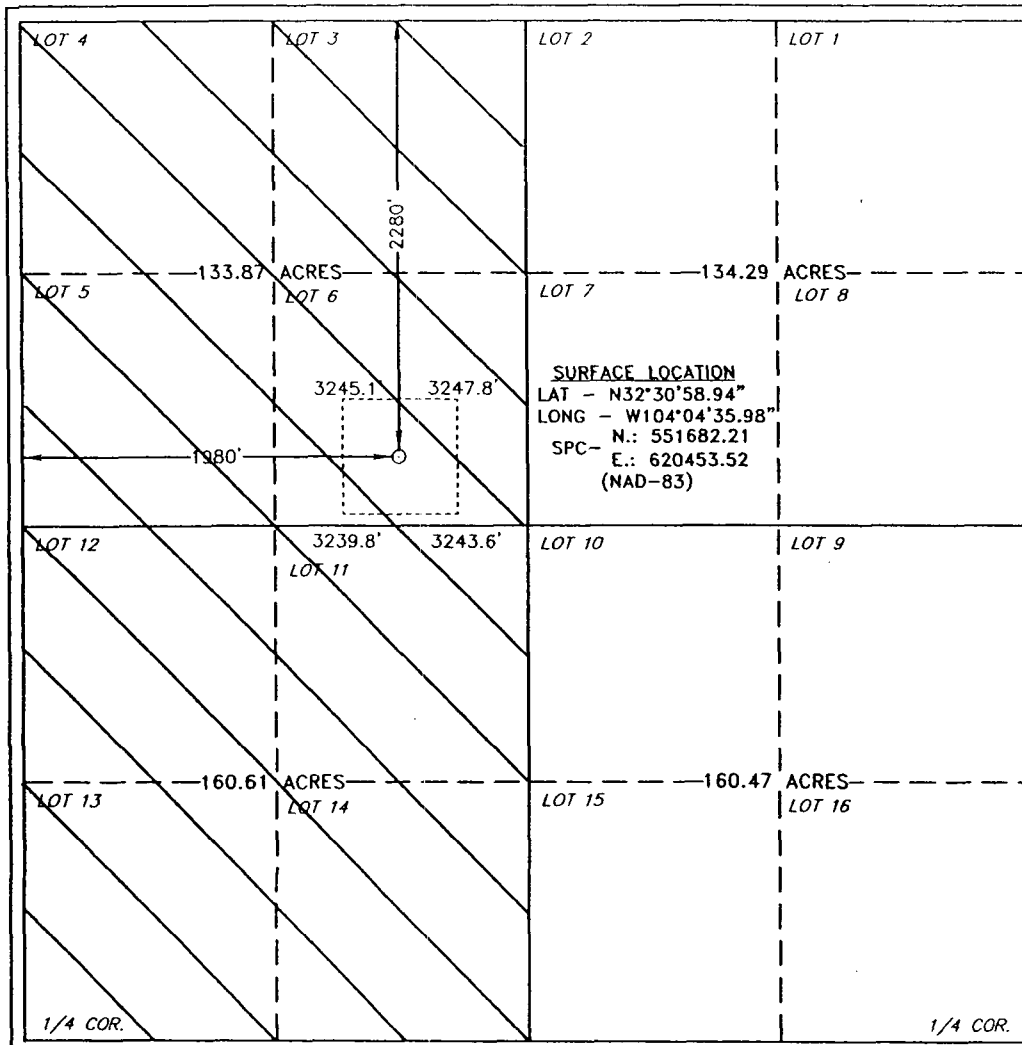 LOT 4
LOT 3
LOT 2
LOT 1
2280'
133.87 ACRES
134.29 ACRES
LOT 5
LOT 6
LOT 7
LOT 8
SURFACE LOCATION
LAT - N32°30'58.94"
LONG - W104°04'35.98"
SPC- N.: 551682.21
E.: 620453.52
(NAD-83)
3245.1'
3247.8'
1980'
3239.8'
3243.6'
LOT 12
LOT 11
LOT 10
LOT 9
160.61 ACRES
160.47 ACRES
LOT 13
LOT 14
LOT 15
LOT 16
1/4 COR.
1/4 COR.